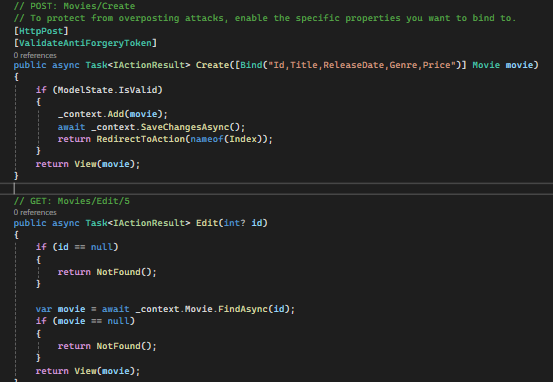 // POST: Movies/Create
// To protect from overposting attacks, enable the specific properties you want to bind to.
[HttpPost]
[ValidateAntiForgeryToken]
0 references
public async Task<IActionResult> Create([Bind("Id,Title,ReleaseDate,Genre,Price")] Movie movie)
{
if (ModelState.IsValid)
{
_context.Add(movie);
await _context.SaveChangesAsync();
return RedirectToAction(nameof(Index));
}
return View(movie);
}
// GET: Movies/Edit/5
0 references
public async Task<IActionResult> Edit(int? id)
{
if (id == null)
{
return NotFound();
}
var movie = await _context.Movie.FindAsync(id);
if (movie == null)
{
return NotFound();
}
return View(movie);
}